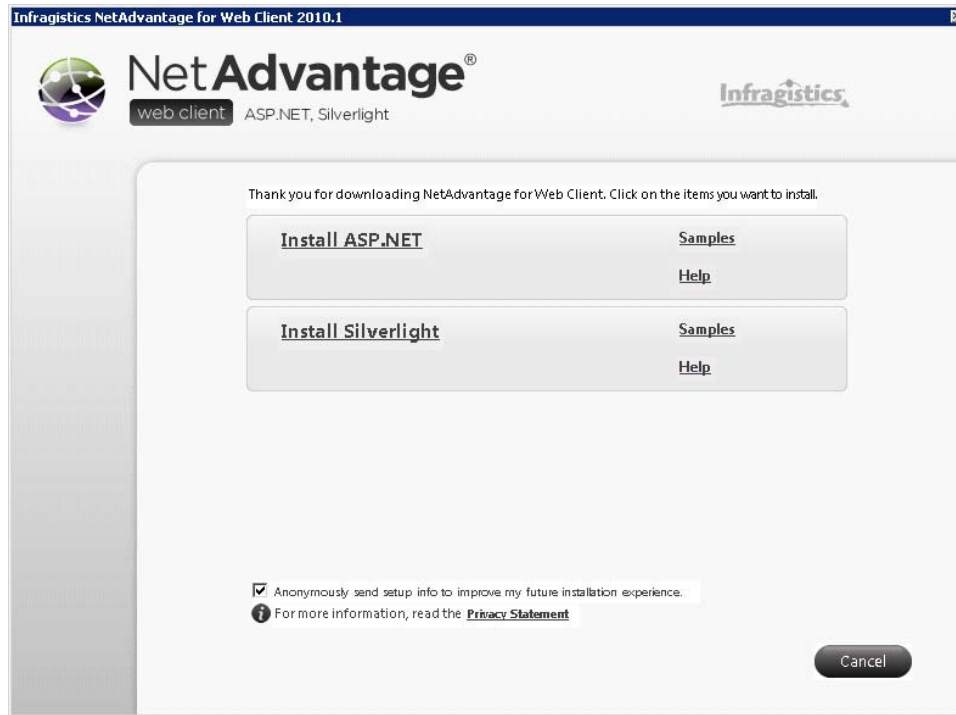 Infragistics NetAdvantage for Web Client 2010.1
NetAdvantage®
web client ASP.NET, Silverlight
Infragistics
Thank you for downloading NetAdvantage for Web Client. Click on the items you want to install.
Install ASP.NET
Samples
Help
Install Silverlight
Samples
Help
Anonymously send setup info to improve my future installation experience.
For more information, read the Privacy Statement
Cancel